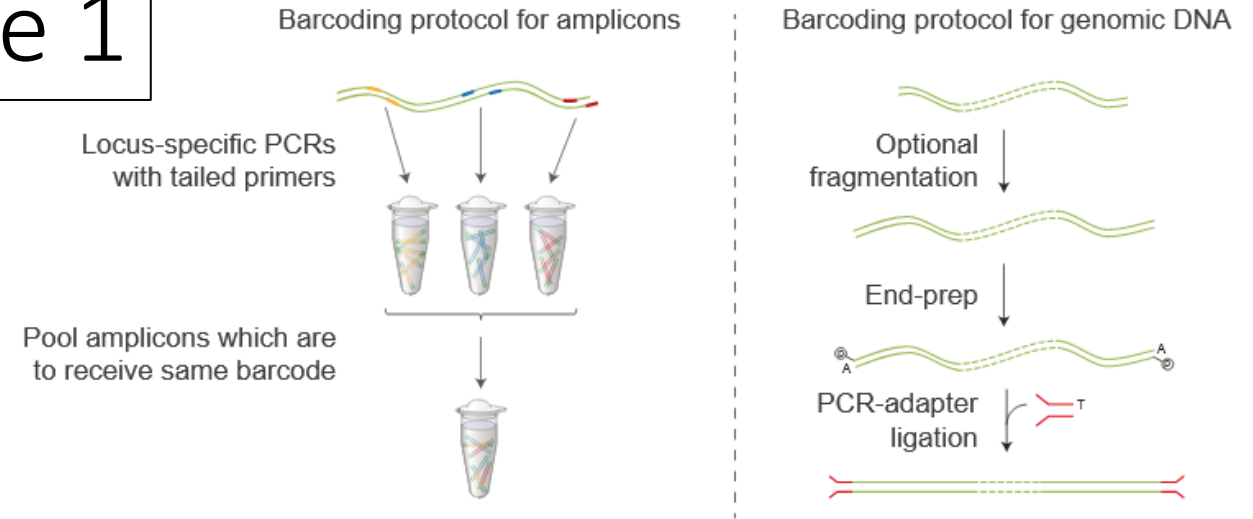 e 1
Barcoding protocol for amplicons
Locus-specific PCRs
with tailed primers
Pool amplicons which are
to receive same barcode
Barcoding protocol for genomic DNA
Optional
fragmentation
End-prep
P
A
A
P
PCR-adapter
ligation
T